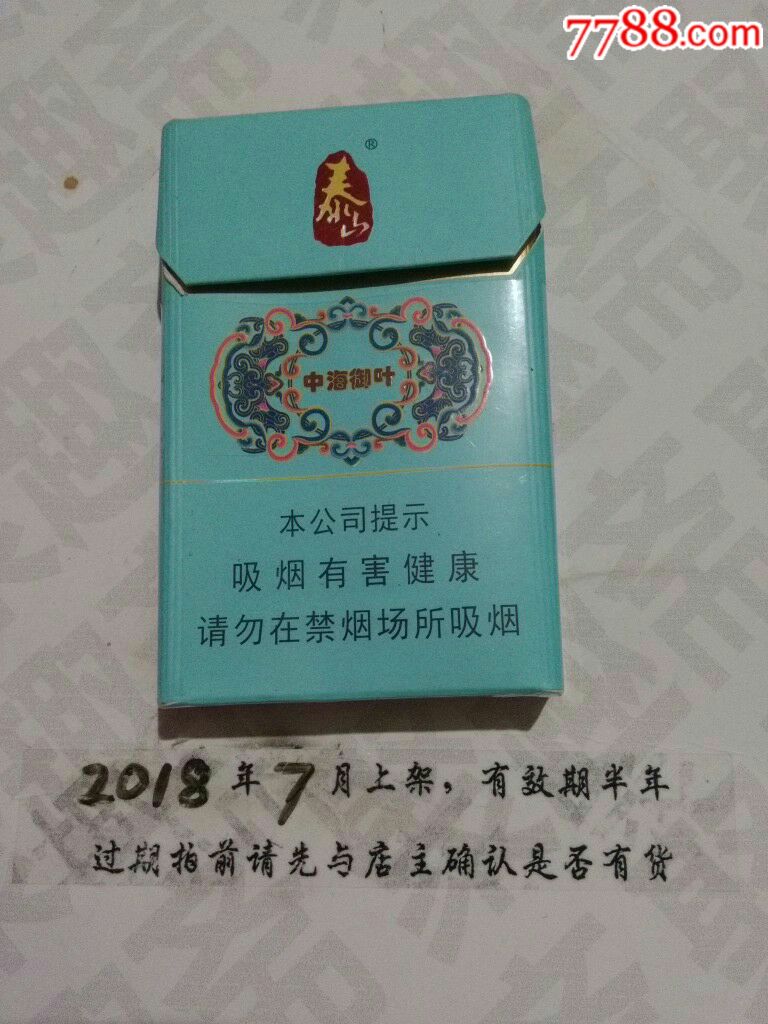 7788.com
泰山®
中海御叶
本公司提示
吸烟有害健康
请勿在禁烟场所吸烟
2018年7月上架，有效期半年
过期拍前请先与店主确认是否有货